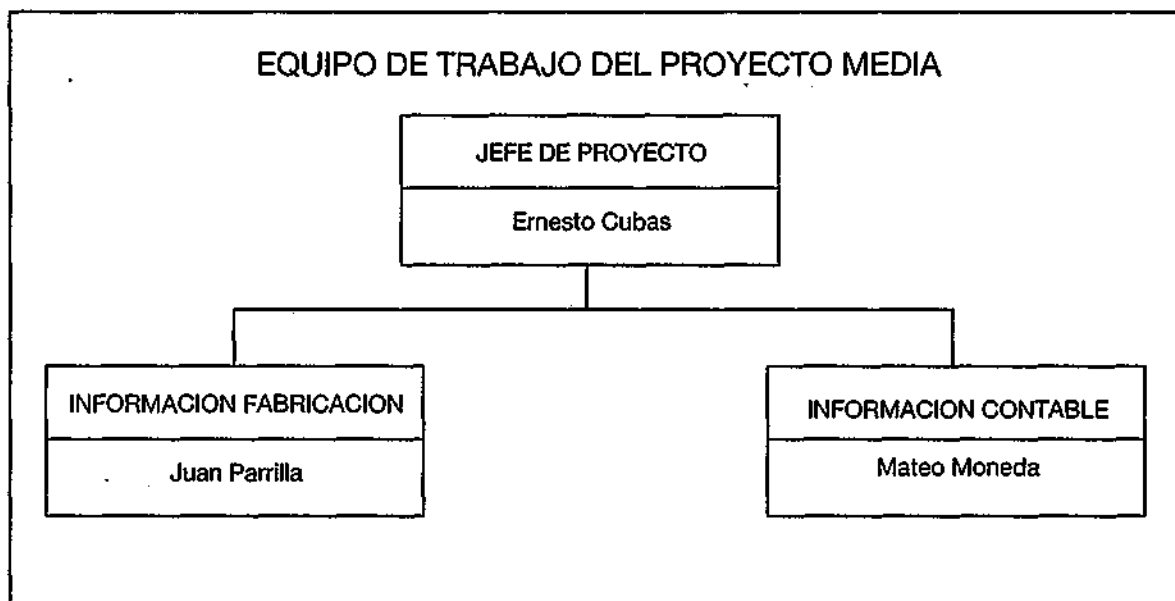 EQUIPO DE TRABAJO DEL PROYECTO MEDIA
JEFE DE PROYECTO
Ernesto Cubas
INFORMACION FABRICACION
Juan Parrilla
INFORMACION CONTABLE
Mateo Moneda